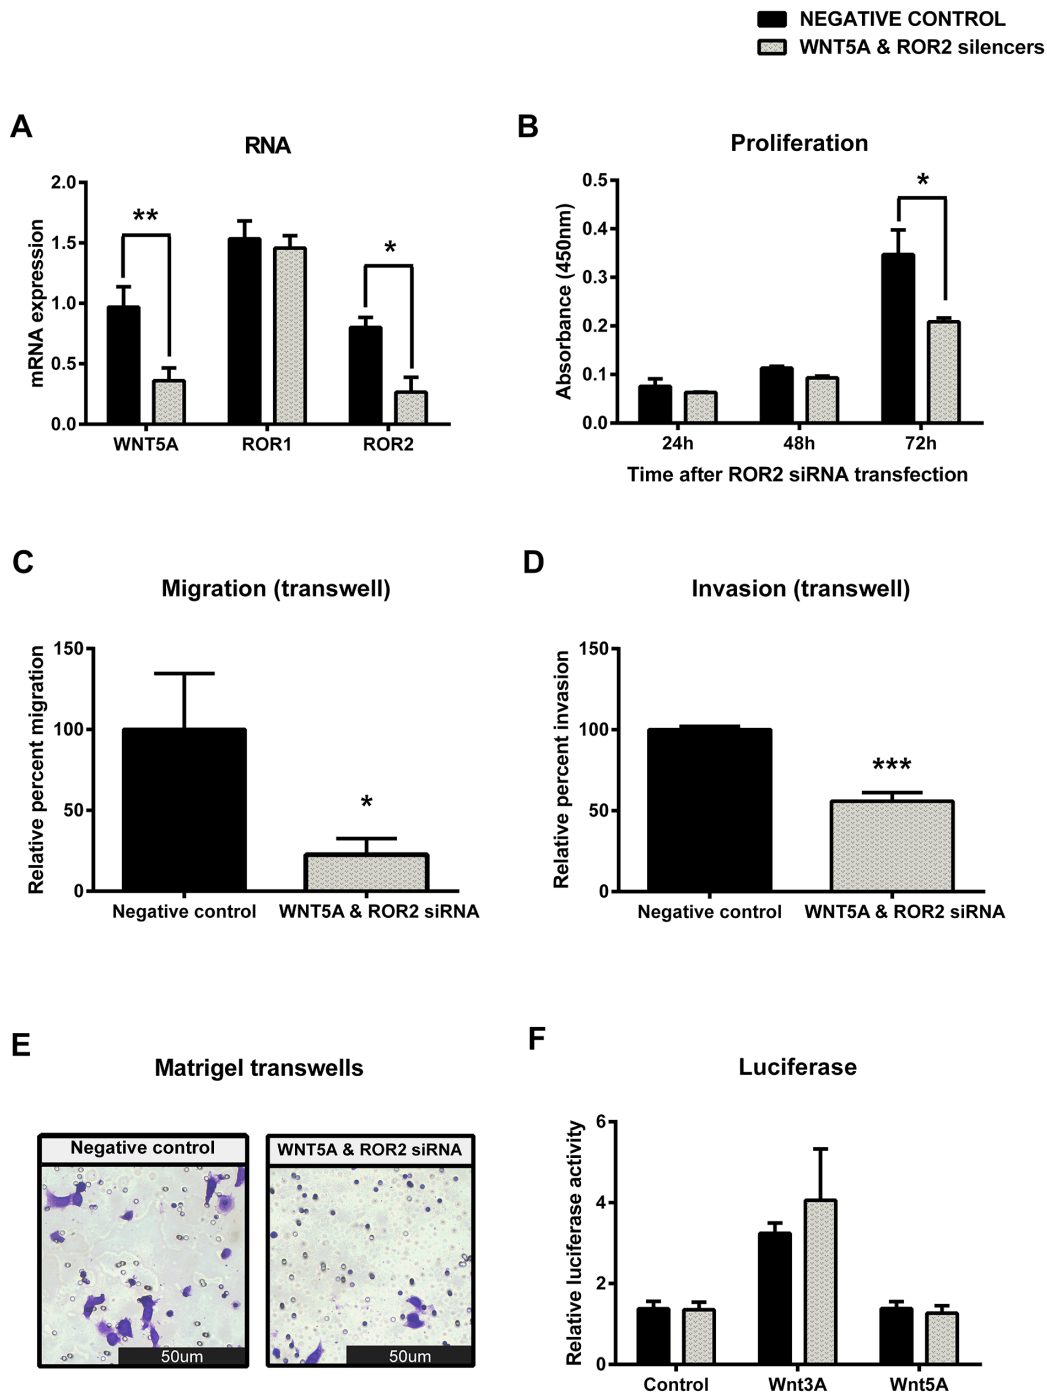 NEGATIVE CONTROL
WNT5A & ROR2 silencers
A
RNA
mRNA expression
2.0
1.5
1.0
0.5
0.0
**
*
WNT5A ROR1 ROR2
B
Proliferation
Absorbance (450nm)
0.5
0.4
0.3
0.2
0.1
0.0
*
24h 48h 72h
Time after ROR2 siRNA transfection
C
Migration (transwell)
Relative percent migration
150
100
50
0
*
Negative control WNT5A & ROR2 siRNA
D
Invasion (transwell)
Relative percent invasion
150
100
50
0
***
Negative control WNT5A & ROR2 siRNA
E
Matrigel transwells
Negative control
WNT5A & ROR2 siRNA
50um
50um
F
Luciferase
Relative luciferase activity
6
4
2
0
Control Wnt3A Wnt5A